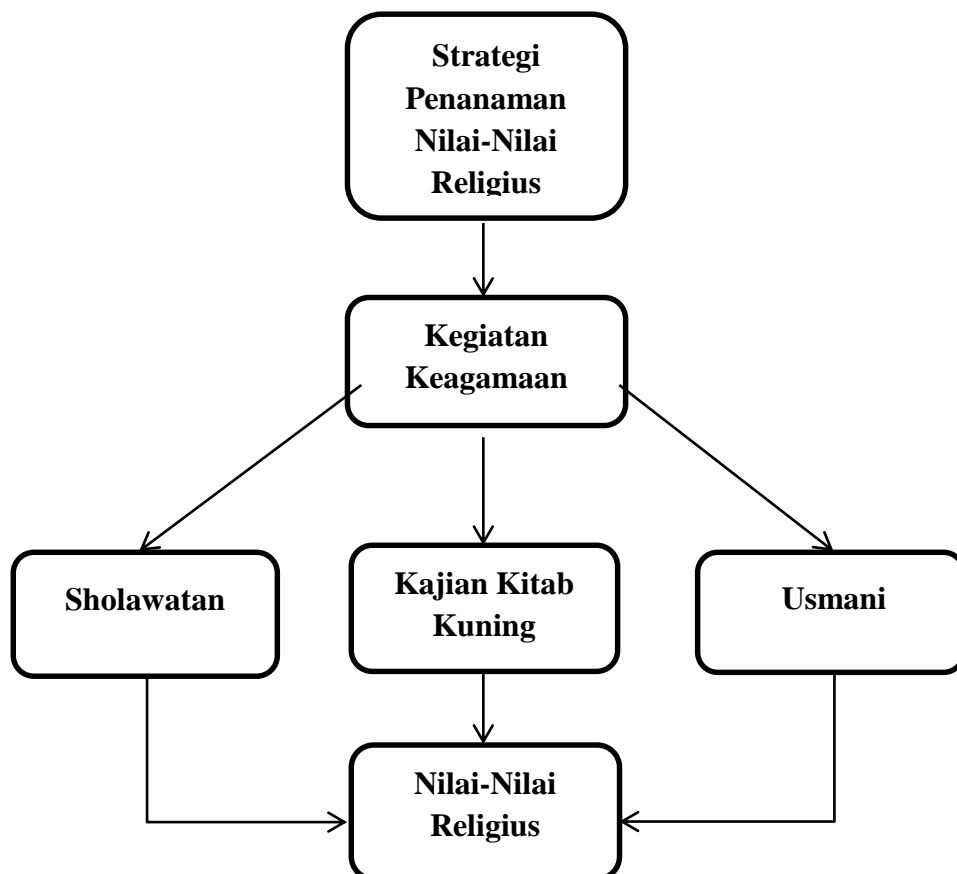 Strategi
Penanaman
Nilai-Nilai
Religius
Kegiatan
Keagamaan
Sholawatan
Kajian Kitab
Kuning
Usmani
Nilai-Nilai
Religius